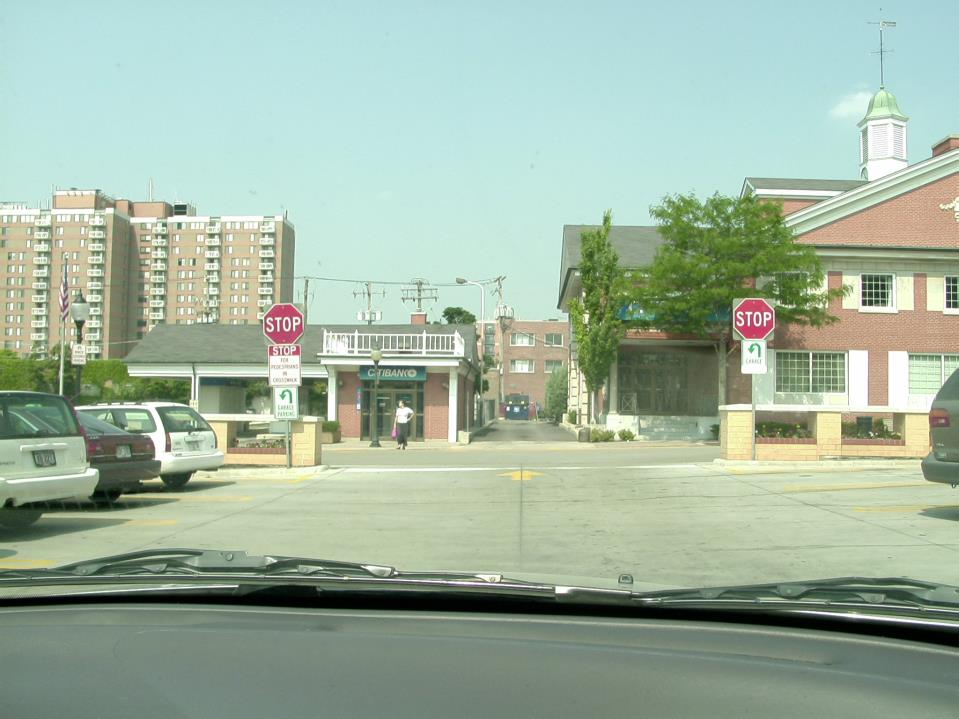 STOP
STOP
FOR
PEDESTRIANS
IN
CROSSWALK
GARAGE
PARKING
CITIBANK
STOP
GARAGE